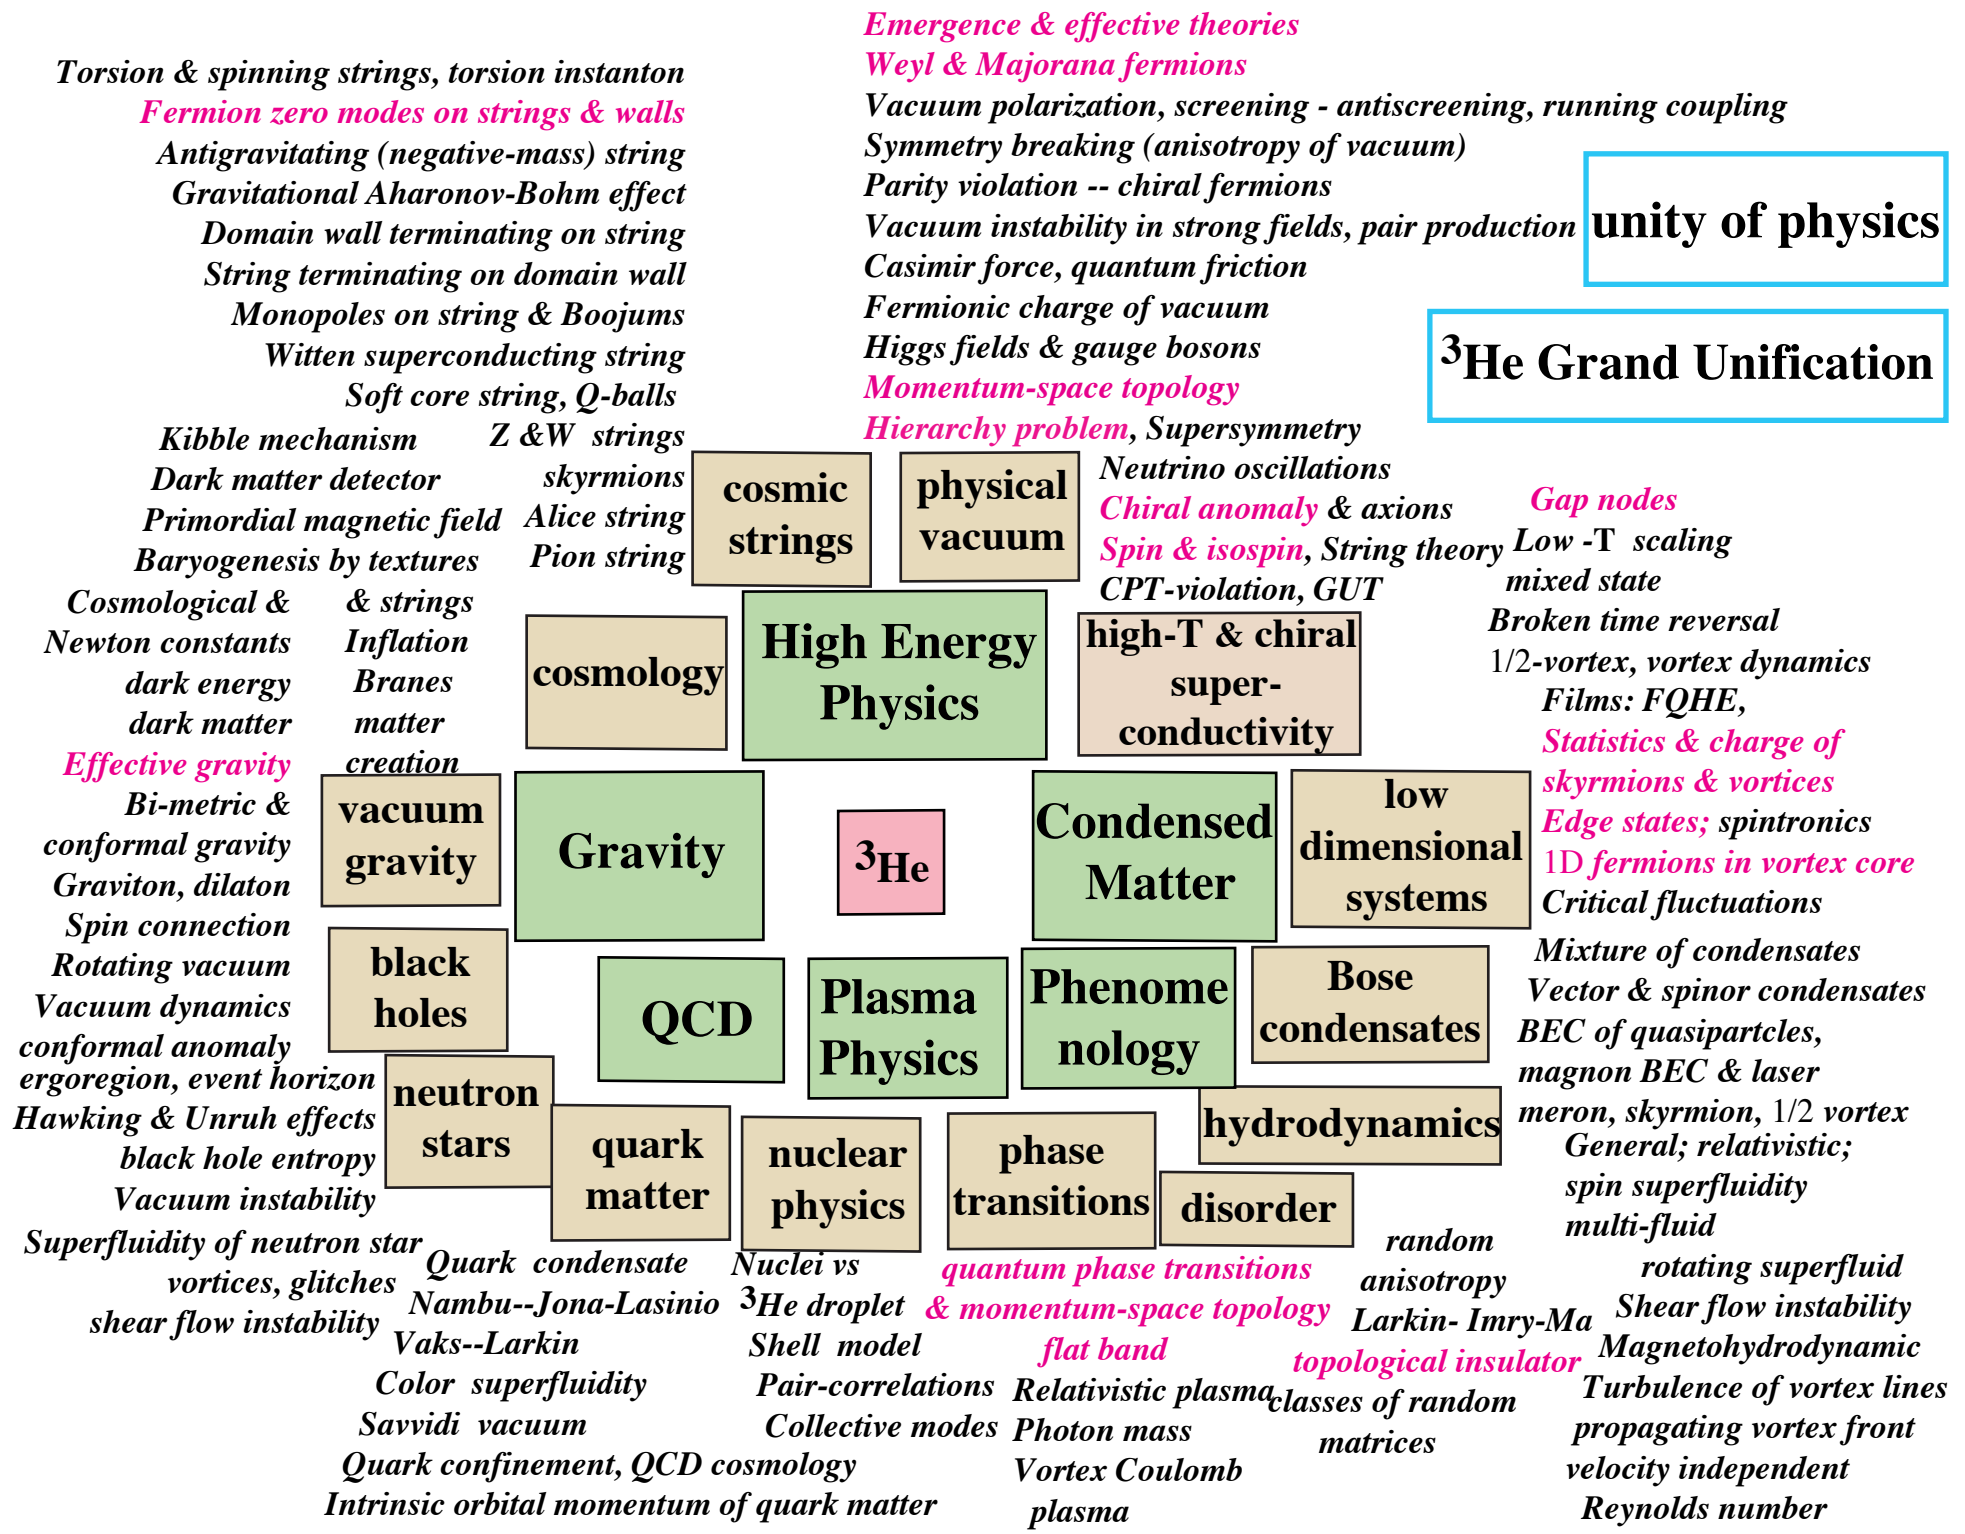 Emergence & effective theories
Weyl & Majorana fermions
Vacuum polarization, screening - antiscreening, running coupling
Symmetry breaking (anisotropy of vacuum)
Parity violation -- chiral fermions
Vacuum instability in strong fields, pair production
Casimir force, quantum friction
Fermionic charge of vacuum
Higgs fields & gauge bosons
Momentum-space topology
Hierarchy problem, Supersymmetry
Neutrino oscillations
Chiral anomaly & axions
Spin & isospin, String theory
CPT-violation, GUT
unity of physics
3He Grand Unification
Torsion & spinning strings, torsion instanton
Fermion zero modes on strings & walls
Antigravitating (negative-mass) string
Gravitational Aharonov-Bohm effect
Domain wall terminating on string
String terminating on domain wall
Monopoles on string & Boojums
Witten superconducting string
Soft core string, Q-balls
Z &W strings
skyrmions
Alice string
Pion string
Kibble mechanism
Dark matter detector
Primordial magnetic field
Baryogenesis by textures
& strings
Inflation
Branes
matter
creation
Cosmological &
Newton constants
dark energy
dark matter
Effective gravity
Bi-metric &
conformal gravity
Graviton, dilaton
Spin connection
Rotating vacuum
Vacuum dynamics
conformal anomaly
ergoregion, event horizon
Hawking & Unruh effects
black hole entropy
Vacuum instability
Superfluidity of neutron star
vortices, glitches
shear flow instability
cosmic
strings
physical
vacuum
cosmology
High Energy
Physics
high-T & chiral
super-
conductivity
vacuum
gravity
Gravity
3He
Condensed
Matter
low
dimensional
systems
black
holes
QCD
Plasma
Physics
Phenome
nology
Bose
condensates
neutron
stars
quark
matter
nuclear
physics
phase
transitions
hydrodynamics
disorder
Gap nodes
Low -T scaling
mixed state
Broken time reversal
1/2-vortex, vortex dynamics
Films: FQHE,
Statistics & charge of
skyrmions & vortices
Edge states; spintronics
1D fermions in vortex core
Critical fluctuations
Mixture of condensates
Vector & spinor condensates
BEC of quasipartcles,
magnon BEC & laser
meron, skyrmion, 1/2 vortex
General; relativistic;
spin superfluidity
multi-fluid
rotating superfluid
Shear flow instability
Magnetohydrodynamic
Turbulence of vortex lines
propagating vortex front
velocity independent
Reynolds number
Quark condensate
Nambu--Jona-Lasinio
Vaks--Larkin
Color superfluidity
Savvidi vacuum
Quark confinement, QCD cosmology
Intrinsic orbital momentum of quark matter
Nuclei vs
3He droplet
Shell model
Pair-correlations
Collective modes
quantum phase transitions
& momentum-space topology
flat band
Relativistic plasma
Photon mass
Vortex Coulomb
plasma
random
anisotropy
Larkin- Imry-Ma
topological insulator
classes of random
matrices